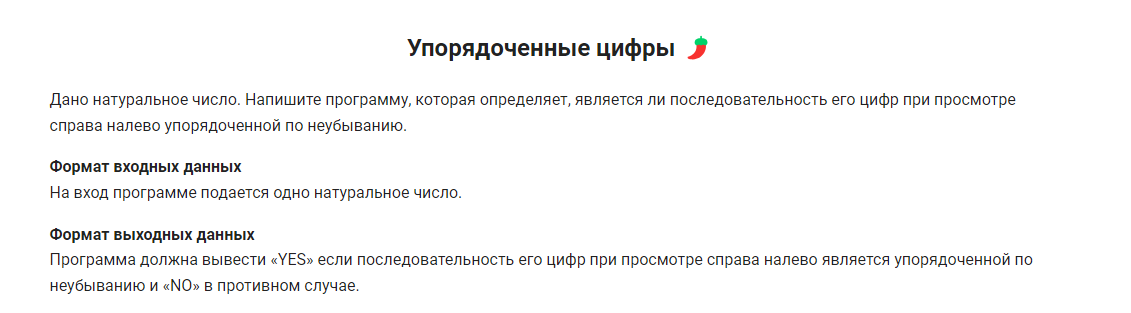 Упорядоченные цифры 🌶️
Дано натуральное число. Напишите программу, которая определяет, является ли последовательность его цифр при просмотре
справа налево упорядоченной по неубыванию.
Формат входных данных
На вход программе подается одно натуральное число.
Формат выходных данных
Программа должна вывести «YES» если последовательность его цифр при просмотре справа налево является упорядоченной по
неубыванию и «NO» в противном случае.